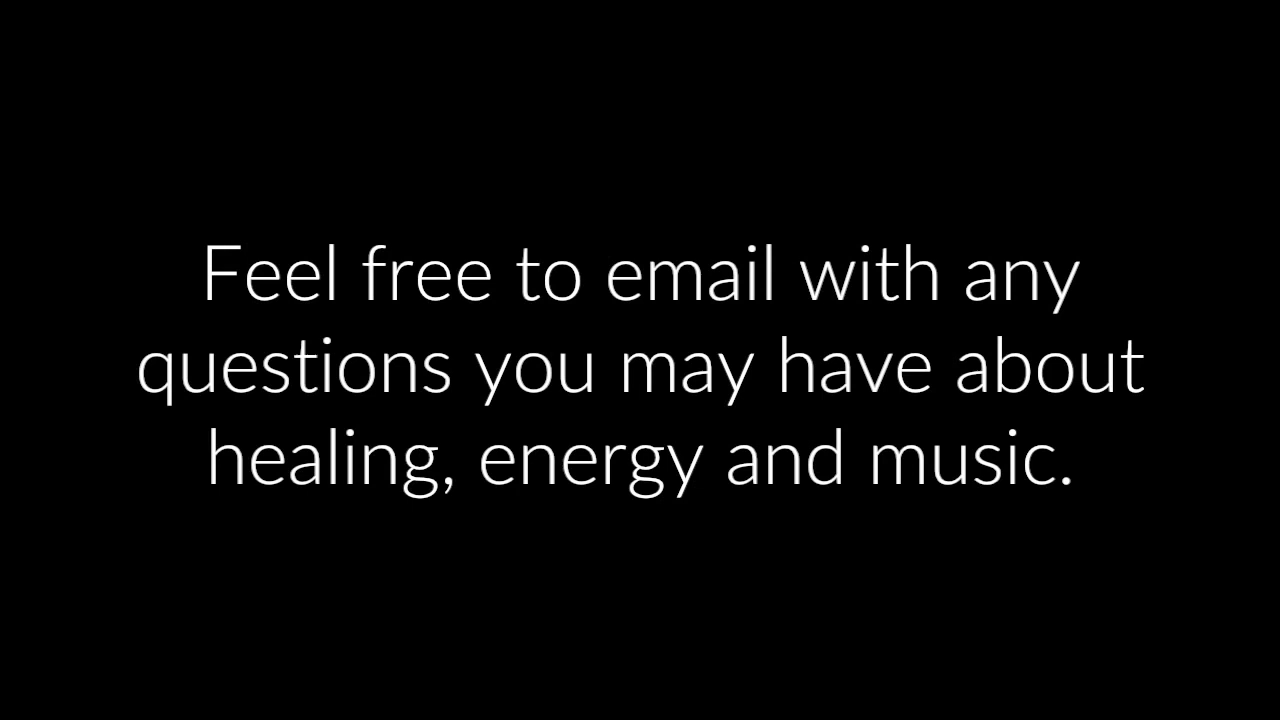 Feel free to email with any
questions you may have about
healing, energy and music.